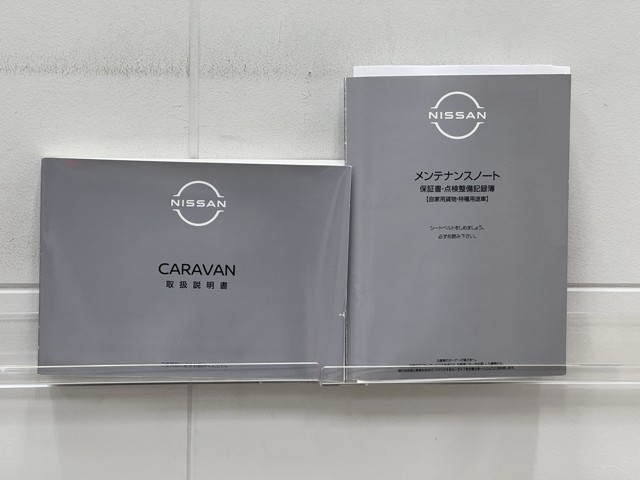 NISSAN
CARAVAN
取扱説明書
NISSAN
メンテナンスノート
保証書・点検整備記録簿
【自家用貨物・特種用途車】
シートベルトをしめましょう。
必ずお読み下さい。